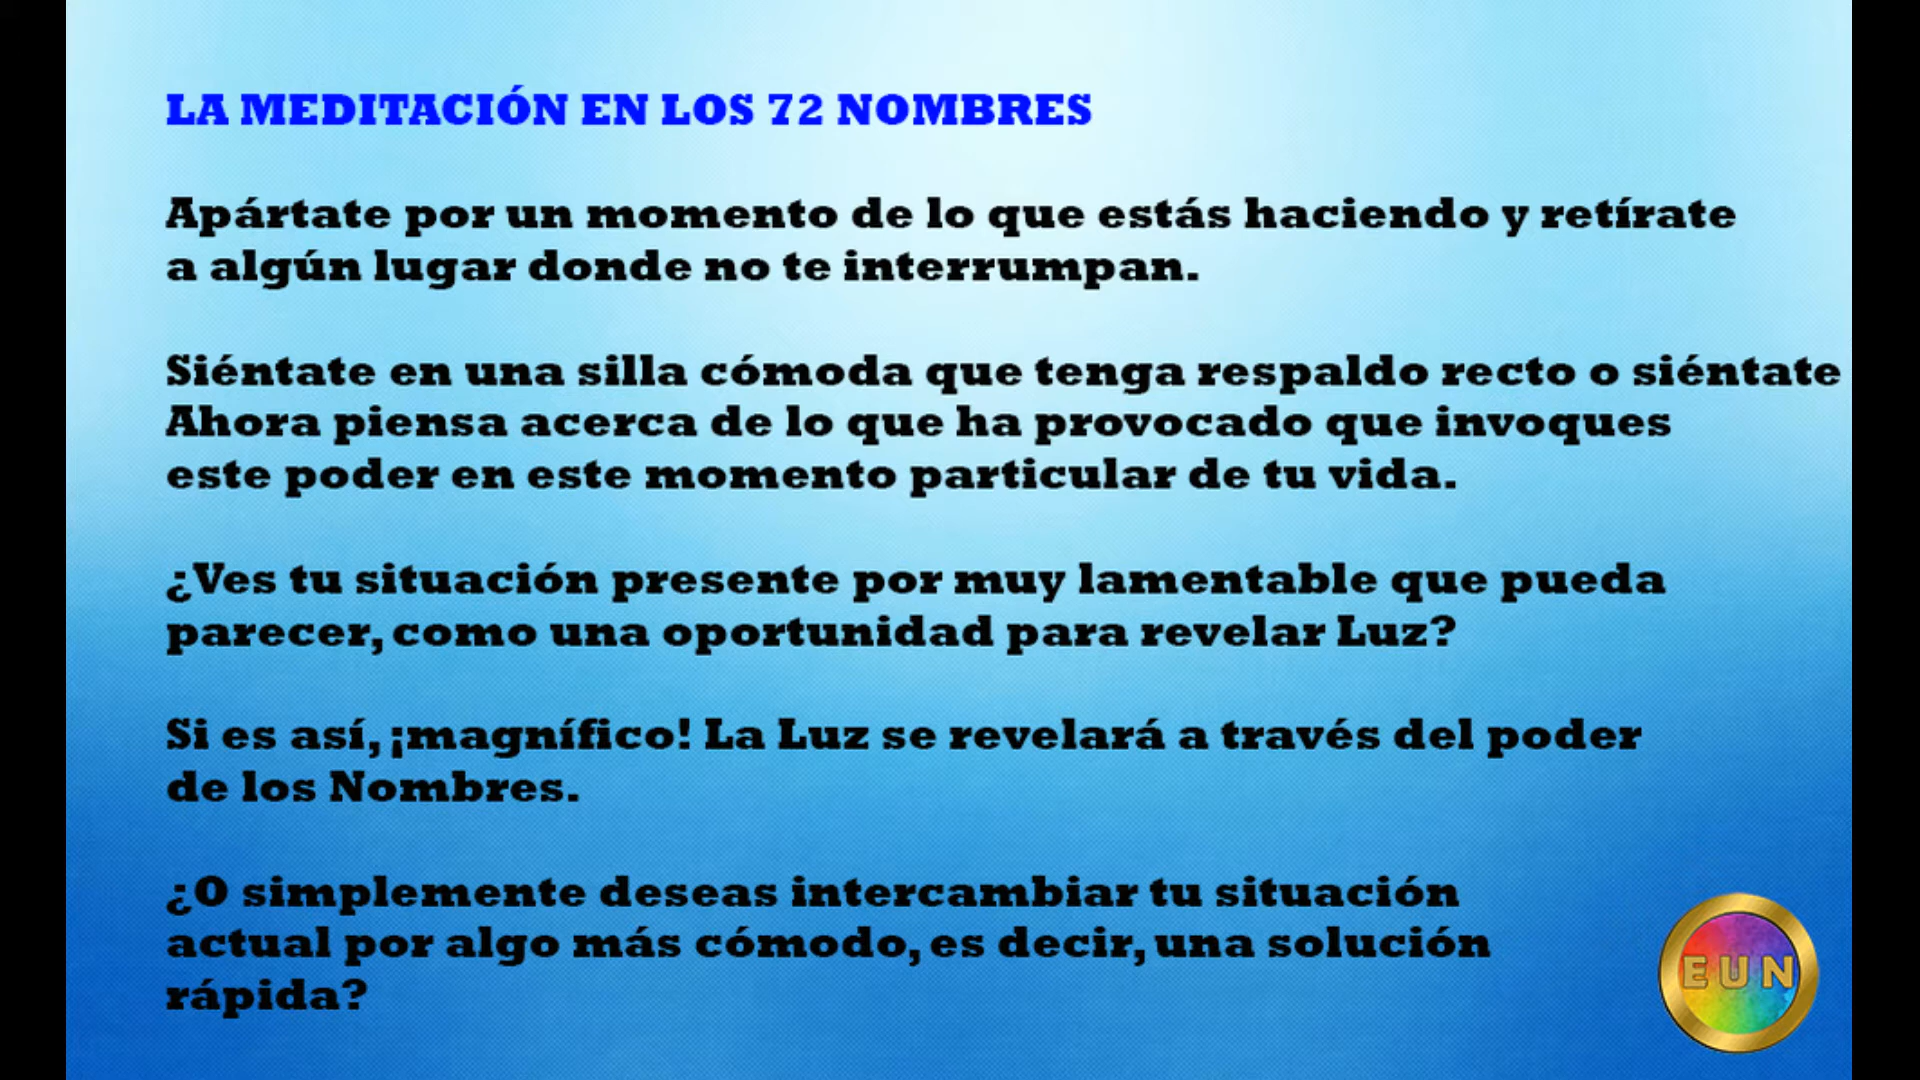 LA MEDITACIÓN EN LOS 72 NOMBRES
Apártate por un momento de lo que estás haciendo y retírate
a algún lugar donde no te interrumpan.
Siéntate en una silla cómoda que tenga respaldo recto o siéntate
Ahora piensa acerca de lo que ha provocado que invoques
este poder en este momento particular de tu vida.
¿Ves tu situación presente por muy lamentable que pueda
parecer, como una oportunidad para revelar Luz?
Si es así, ¡magnífico! La Luz se revelará a través del poder
de los Nombres.
¿O simplemente deseas intercambiar tu situación
actual por algo más cómodo, es decir, una solución
rápida?
EUN